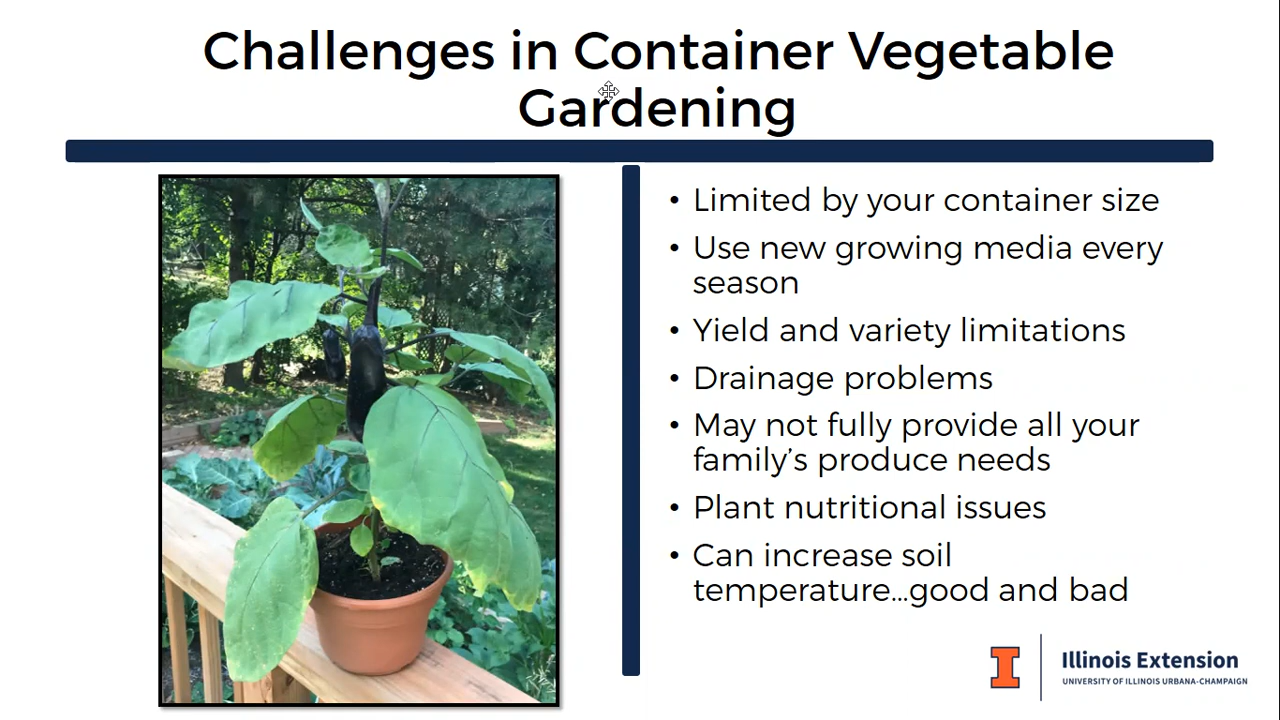 Challenges in Container Vegetable
Gardening
• Limited by your container size
• Use new growing media every
season
• Yield and variety limitations
• Drainage problems
• May not fully provide all your
family’s produce needs
• Plant nutritional issues
• Can increase soil
temperature...good and bad
I
Illinois Extension
UNIVERSITY OF ILLINOIS URBANA-CHAMPAIGN